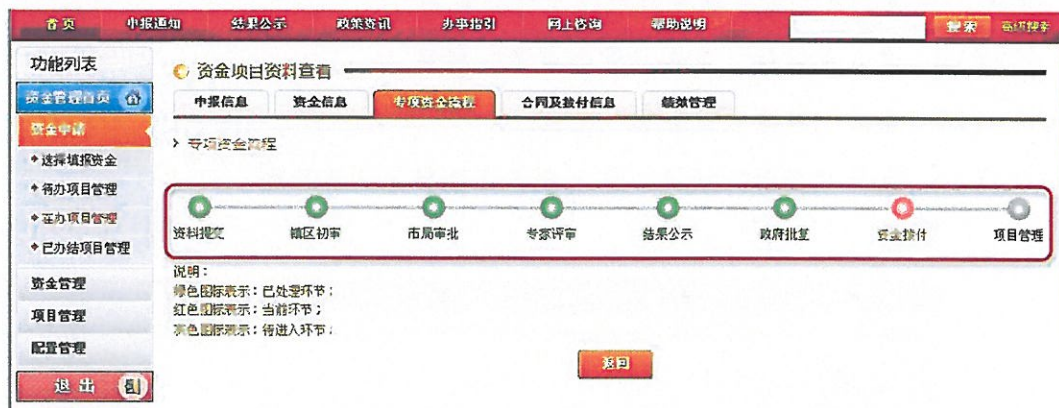 首页 申报通知 结果公示 政策资讯 办事指引 网上咨询 帮助说明 搜索 高级搜索
功能列表
资金管理首页
资金申请
选择填报资金
待办项目管理
在办项目管理
已办结项目管理
资金管理
项目管理
配置管理
退出
资金项目资料查看
申报信息 资金信息 专项资金流程 合同及拨付信息 绩效管理
> 专项资金流程
资料提交 镇区初审 市局审批 专家评审 结果公示 政府批复 资金拨付 项目管理
说明：
绿色图标表示：已处理环节；
红色图标表示：当前环节；
灰色图标表示：待进入环节；
返回